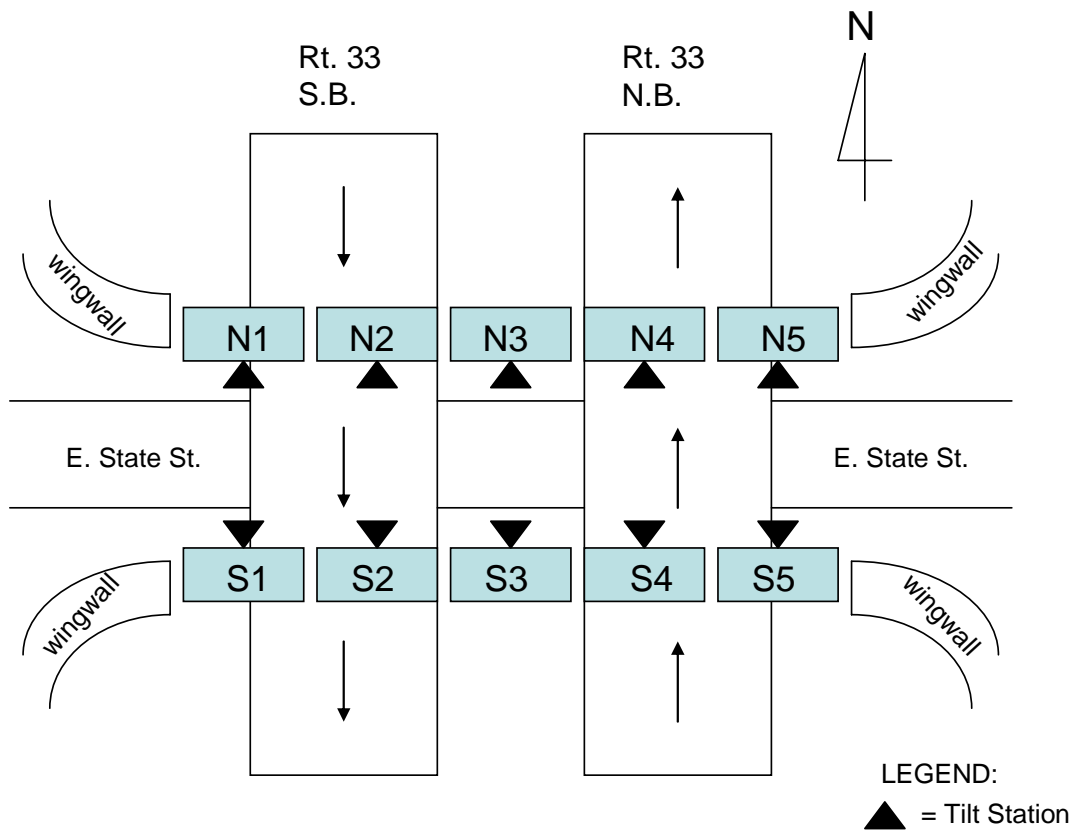 Rt. 33
S.B.
Rt. 33
N.B.
N
wingwall
wingwall
N1 N2 N3 N4 N5
E. State St.
E. State St.
S1 S2 S3 S4 S5
wingwall
wingwall
LEGEND:
= Tilt Station